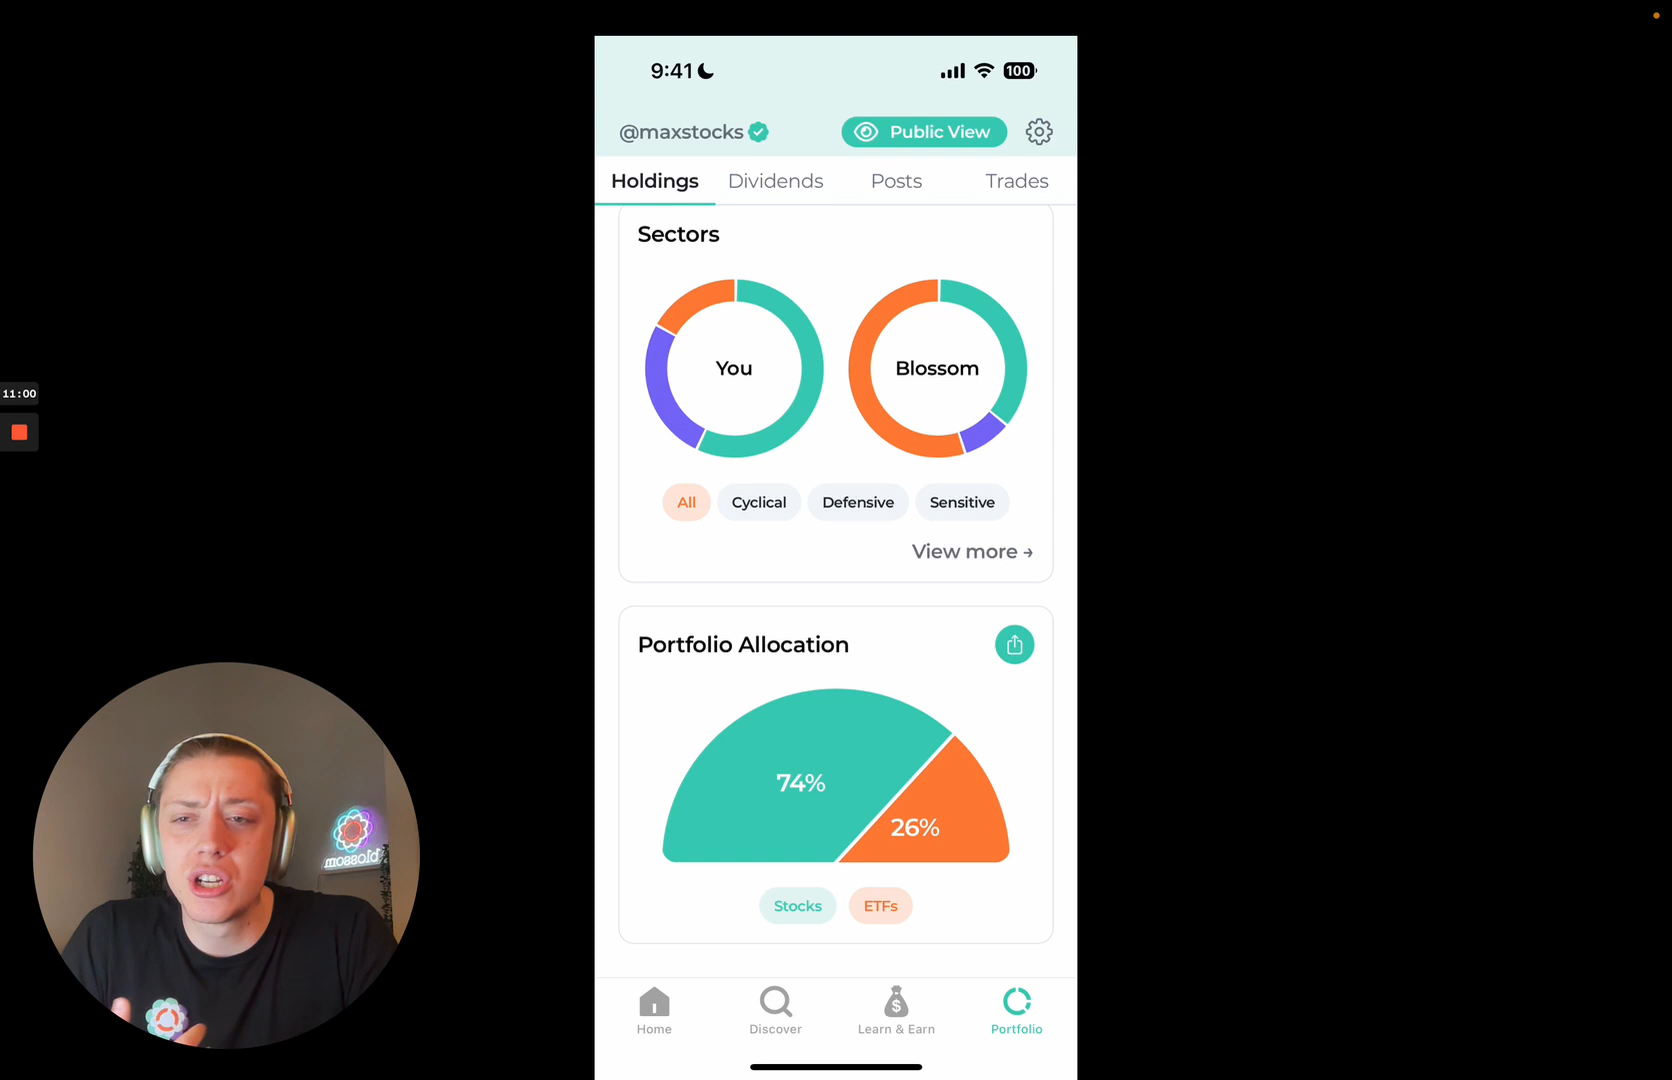 9:41
100
@maxstocks
Public View
Holdings Dividends Posts Trades
Sectors
You
Blossom
All Cyclical Defensive Sensitive
View more →
Portfolio Allocation
74%
26%
Stocks ETFs
Home Discover Learn & Earn Portfolio
11:00
blossom